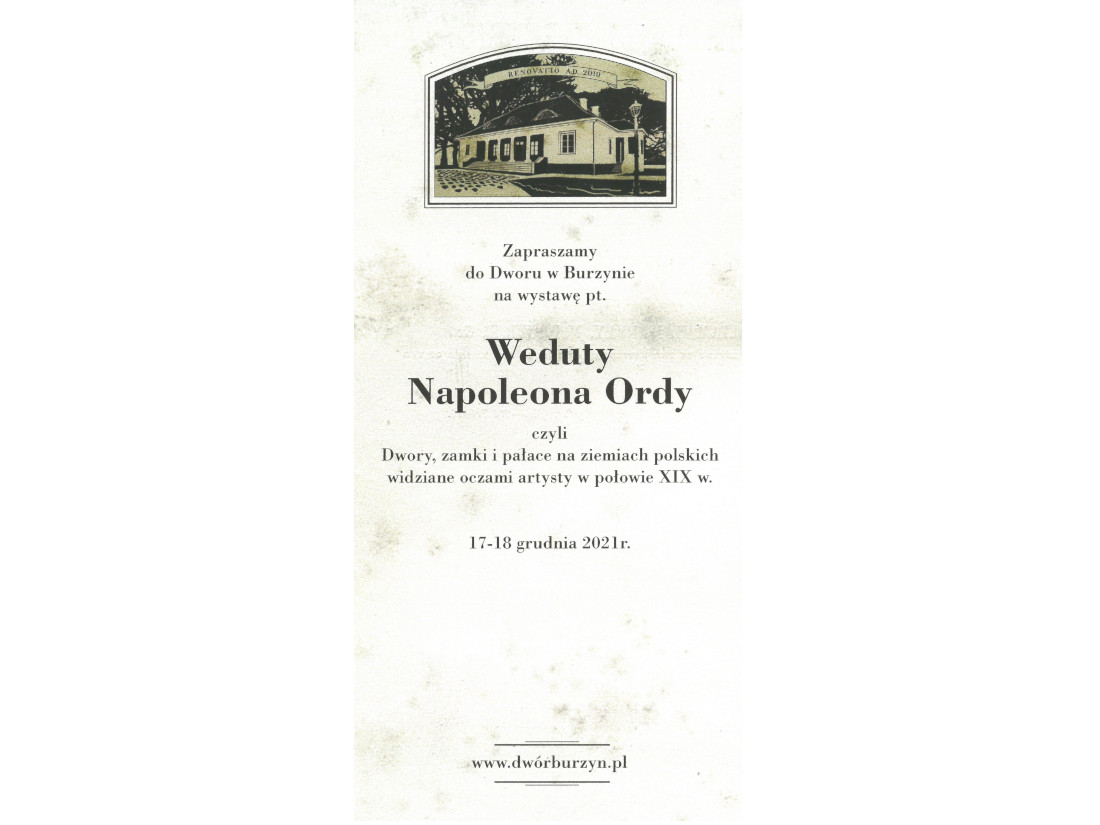 RENOVATIO A.D. 2010
Zapraszamy
do Dworu w Burzynie
na wystawę pt.
Weduty
Napoleona Ordy
czyli
Dwory, zamki i pałace na ziemiach polskich
widziane oczami artysty w połowie XIX w.
17-18 grudnia 2021r.
www.dwórburzyn.pl